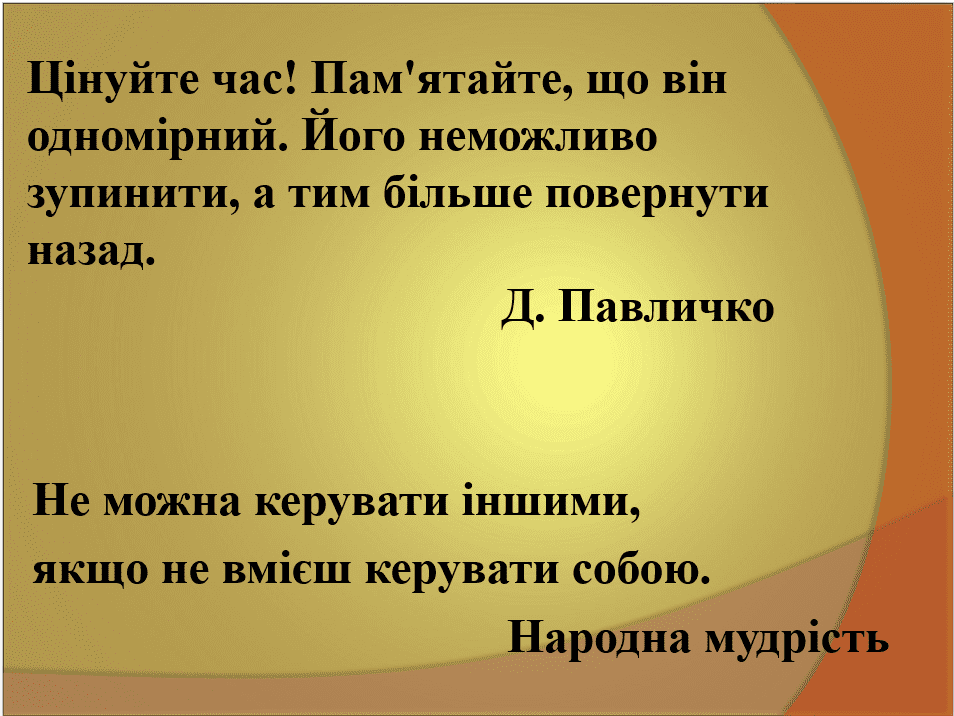 Цінуйте час! Пам'ятайте, що він
одномірний. Його неможливо
зупинити, а тим більше повернути
назад.
Д. Павличко
Не можна керувати іншими,
якщо не вмієш керувати собою.
Народна мудрість